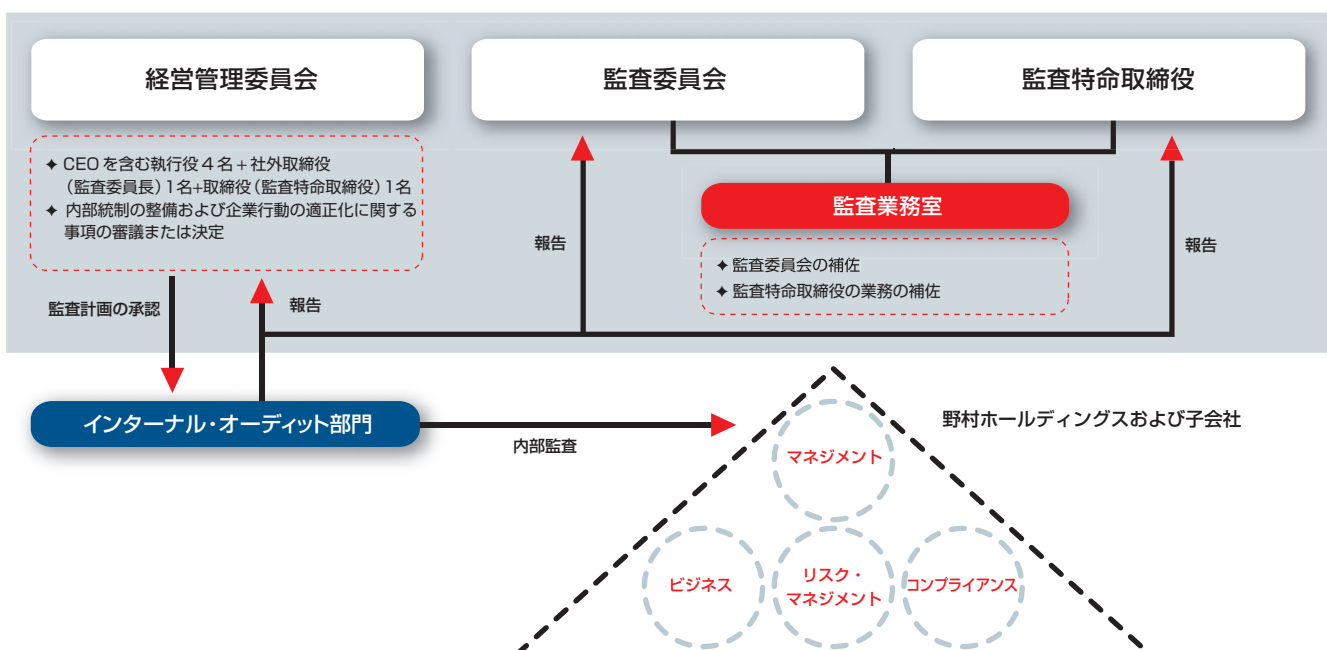 経営管理委員会
監査委員会
監査特命取締役
✦ CEOを含む執行役4名+社外取締役
（監査委員長）1名+取締役（監査特命取締役）1名
✦ 内部統制の整備および企業行動の適正化に関する
事項の審議または決定
監査業務室
✦ 監査委員会の補佐
✦ 監査特命取締役の業務の補佐
報告
報告
監査計画の承認
報告
インターナル・オーディット部門
内部監査
野村ホールディングスおよび子会社
マネジメント
ビジネス
リスク・
マネジメント
コンプライアンス